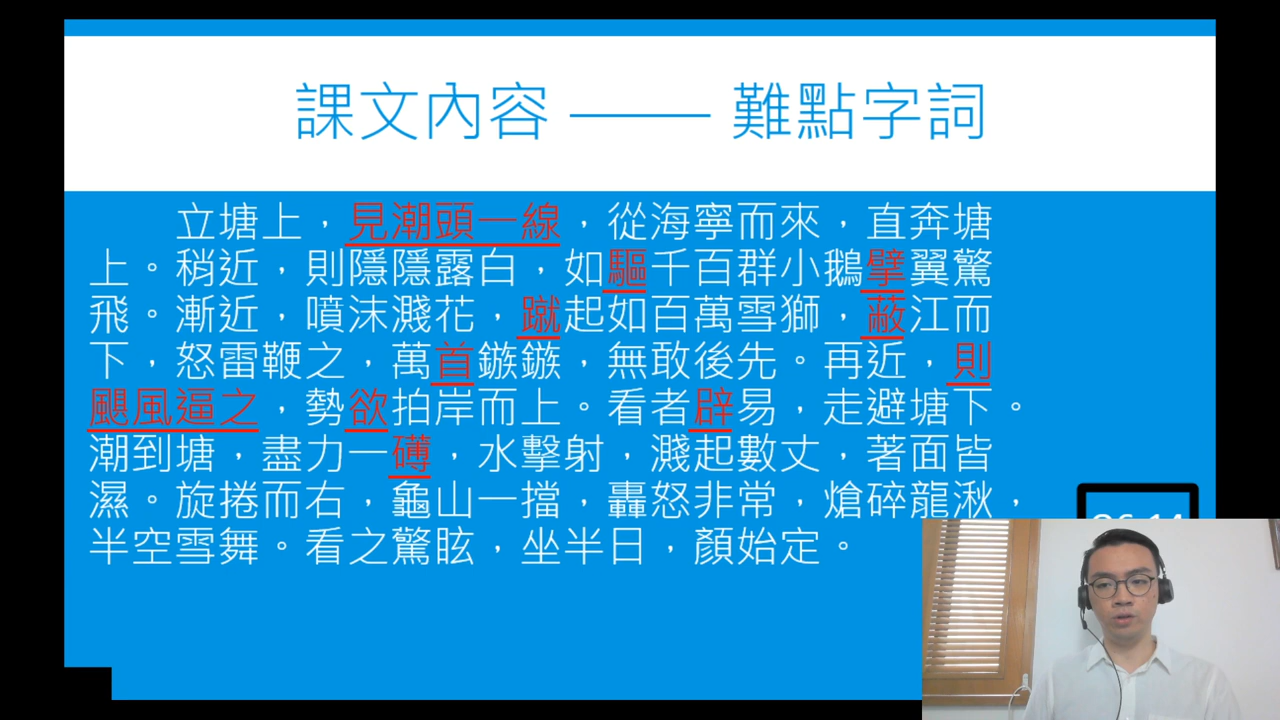 課文內容 —— 難點字詞
立塘上，見潮頭一線，從海寧而來，直奔塘
上。稍近，則隱隱露白，如驅千百群小鵝擘翼驚
飛。漸近，噴沫濺花，蹴起如百萬雪獅，蔽江而
下，怒雷鞭之，萬首鏃鏃，無敢後先。再近，則
颶風逼之，勢欲拍岸而上。看者辟易，走避塘下。
潮到塘，盡力一礡，水擊射，濺起數丈，著面皆
濕。旋捲而右，龜山一擋，轟怒非常，熗碎龍湫，
半空雪舞。看之驚眩，坐半日，顏始定。